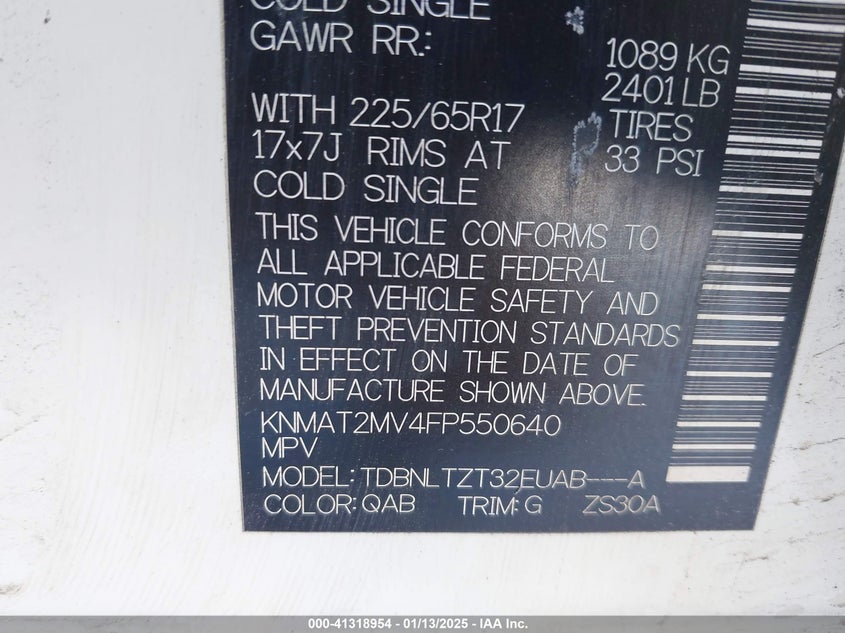 COLD SINGLE
GAWR RR: 1089 KG
2401 LB
WITH 225/65R17 TIRES
17x7J RIMS AT 33 PSI
COLD SINGLE
THIS VEHICLE CONFORMS TO
ALL APPLICABLE FEDERAL
MOTOR VEHICLE SAFETY AND
THEFT PREVENTION STANDARDS
IN EFFECT ON THE DATE OF
MANUFACTURE SHOWN ABOVE.
KNMAT2MV4FP550640
MPV
MODEL: TDBNLTZT32EUAB---A
COLOR: QAB TRIM: G ZS30A
000-41318954 - 01/13/2025 - IAA Inc.